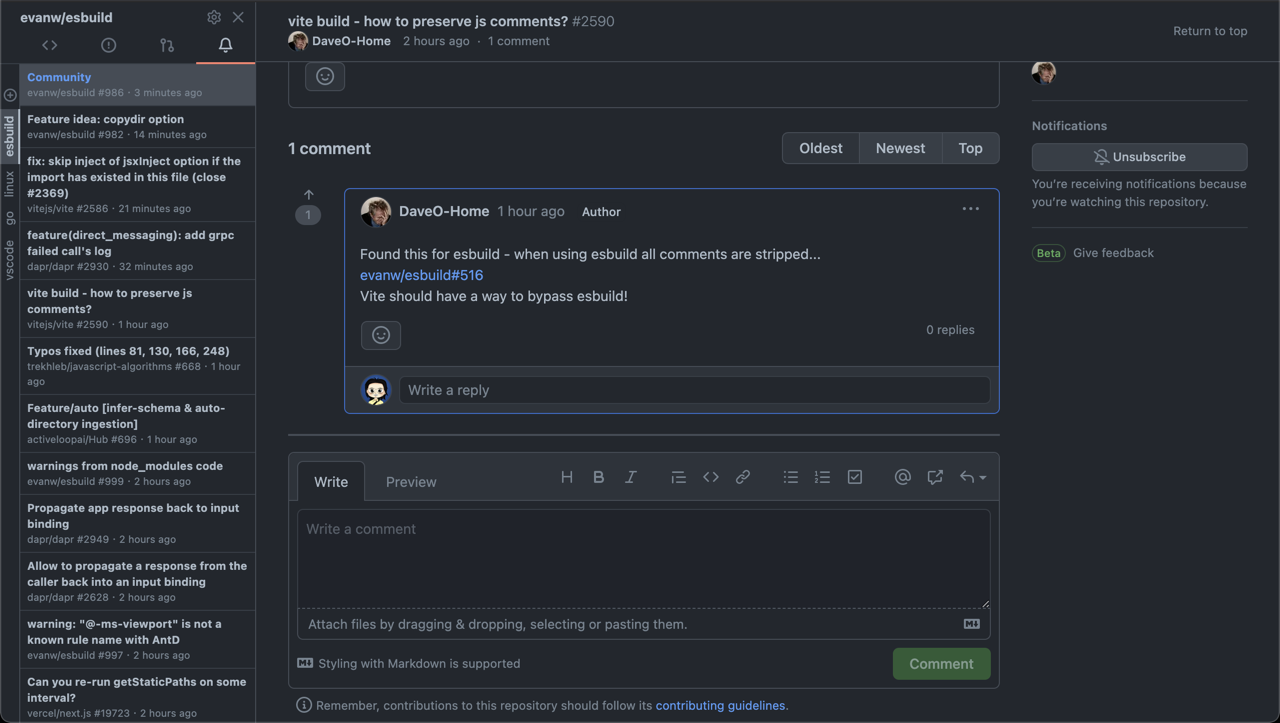 evanw/esbuild
esbuild
linux
go
vscode
Community
evanw/esbuild #986 · 3 minutes ago
Feature idea: copydir option
evanw/esbuild #982 · 14 minutes ago
fix: skip inject of jsxInject option if the
import has existed in this file (close
#2369)
vitejs/vite #2586 · 21 minutes ago
feature(direct_messaging): add grpc
failed call's log
dapr/dapr #2930 · 32 minutes ago
vite build - how to preserve js
comments?
vitejs/vite #2590 · 1 hour ago
Typos fixed (lines 81, 130, 166, 248)
trekhleb/javascript-algorithms #668 · 1 hour
ago
Feature/auto [infer-schema & auto-
directory ingestion]
activeloopai/Hub #696 · 1 hour ago
warnings from node_modules code
evanw/esbuild #999 · 2 hours ago
Propagate app response back to input
binding
dapr/dapr #2949 · 2 hours ago
Allow to propagate a response from the
caller back into an input binding
dapr/dapr #2628 · 2 hours ago
warning: "@-ms-viewport" is not a
known rule name with AntD
evanw/esbuild #997 · 2 hours ago
Can you re-run getStaticPaths on some
interval?
vercel/next.js #19723 · 2 hours ago
vite build - how to preserve js comments? #2590
DaveO-Home 2 hours ago · 1 comment
Return to top
1 comment
Oldest Newest Top
1
DaveO-Home 1 hour ago Author
Found this for esbuild - when using esbuild all comments are stripped...
evanw/esbuild#516
Vite should have a way to bypass esbuild!
0 replies
Write a reply
Write Preview
Write a comment
Attach files by dragging & dropping, selecting or pasting them.
Styling with Markdown is supported
Comment
Remember, contributions to this repository should follow its contributing guidelines.
Notifications
Unsubscribe
You're receiving notifications because
you're watching this repository.
Beta Give feedback